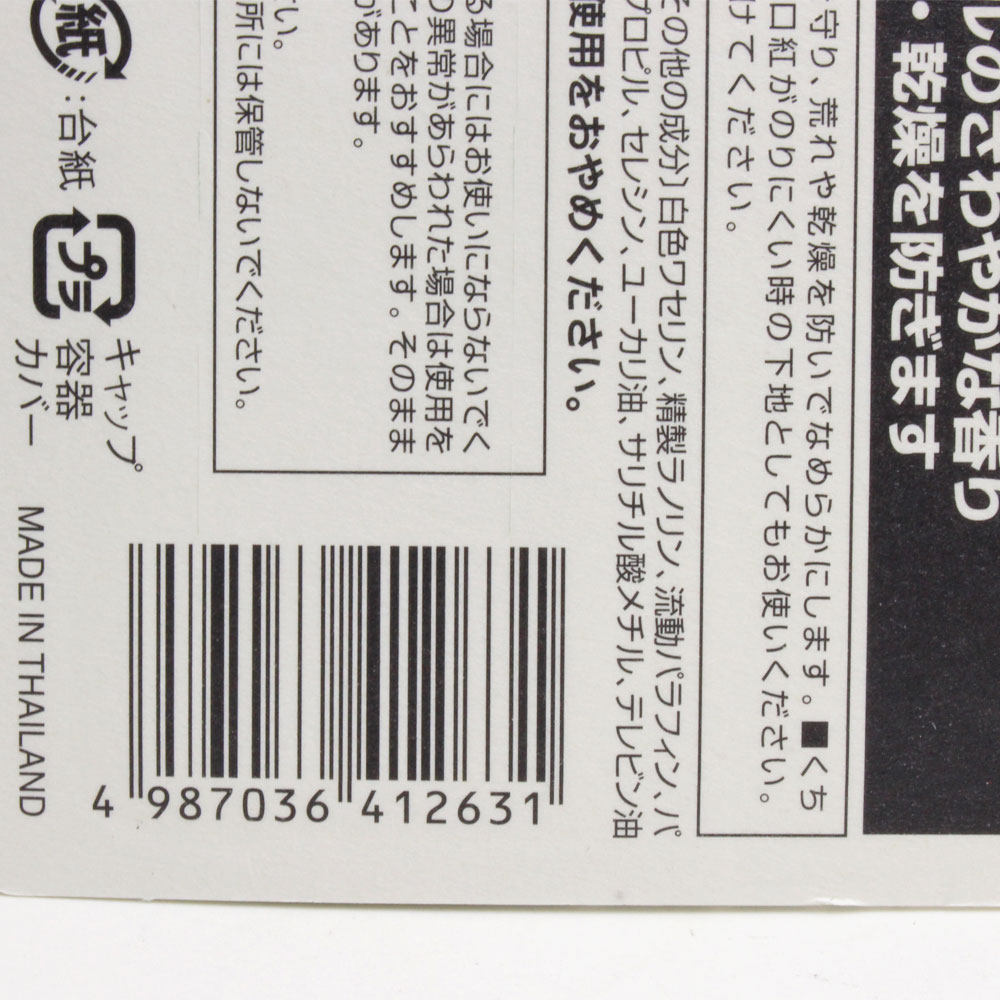 いのさわやかな香り
・乾燥を防ぎます
守り、荒れや乾燥を防いでなめらかにします。■くち
口紅がのりにくい時の下地としてもお使いください。
けてください。
その他の成分〕白色ワセリン、精製ラノリン、流動パラフィン、パ
プロピル、セレシン、ユーカリ油、サリチル酸メチル、テレビン油
使用をおやめください。
る場合にはお使いにならないでく
異常があらわれた場合は使用を
ことをおすすめします。そのまま
があります。
い。
所には保管しないでください。
紙
:台紙
プラ
キャップ
容器
カバー
MADE IN THAILAND
4 987036 412631